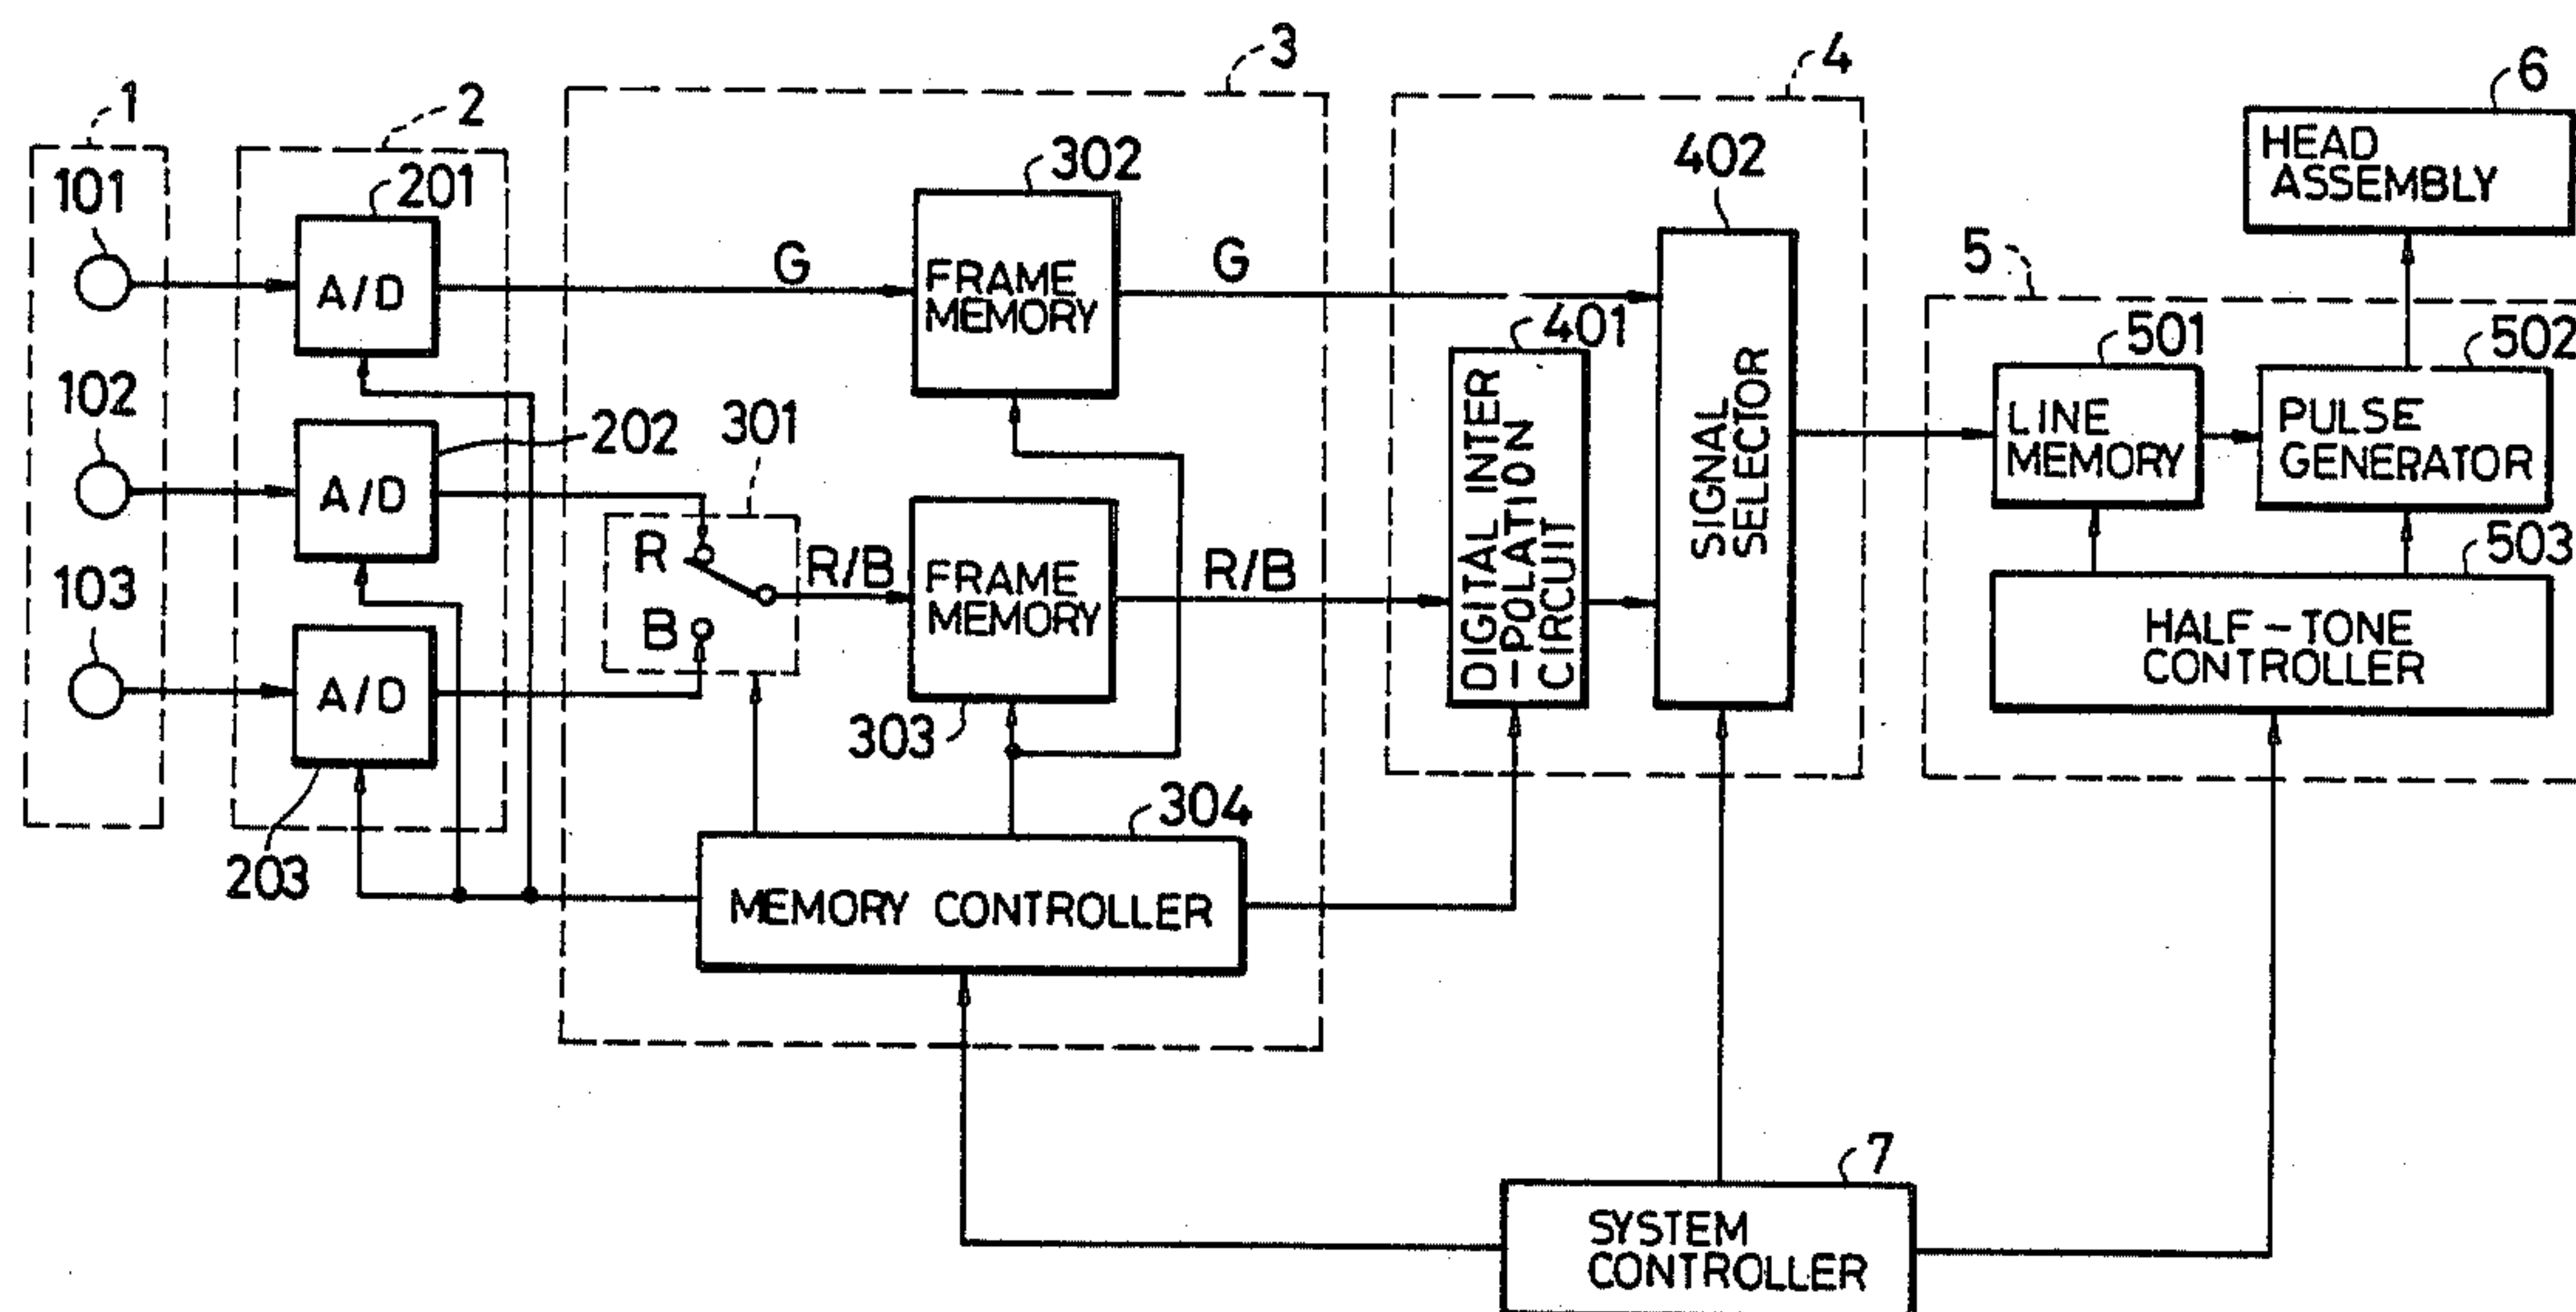 1
2
3
4
6
101
201
302
402
HEAD
ASSEMBLY
A/D
G
FRAME
MEMORY
G
5
401
501
502
102
202
301
A/D
R
B
R/B
FRAME
MEMORY
R/B
DIGITAL INTER
-POLATION
CIRCUIT
SIGNAL
SELECTOR
LINE
MEMORY
PULSE
GENERATOR
503
103
A/D
303
HALF-TONE
CONTROLLER
203
304
MEMORY CONTROLLER
7
SYSTEM
CONTROLLER